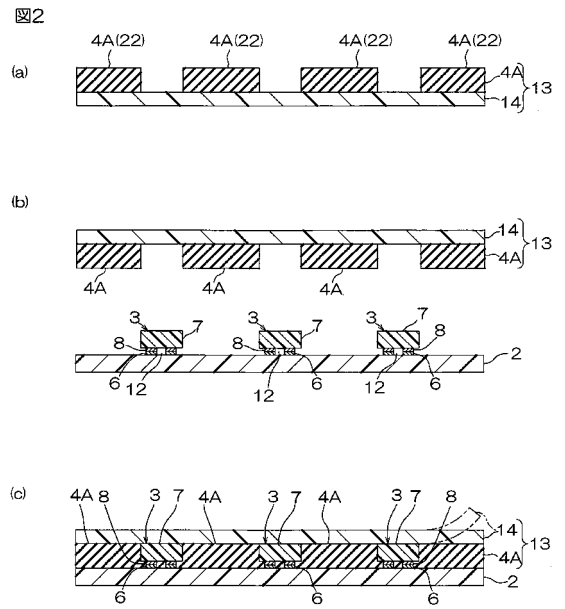 図2
(a)
4A(22) 4A(22) 4A(22) 4A(22)
4A
14
13
(b)
14
4A
13
4A 4A 4A
3 7 3 7 3 7
8 8 8
6 12 12 6 12 6
2
(c)
4A 8 3 7 4A 3 7 4A 3 7 8
14
4A
13
6 6 6
2